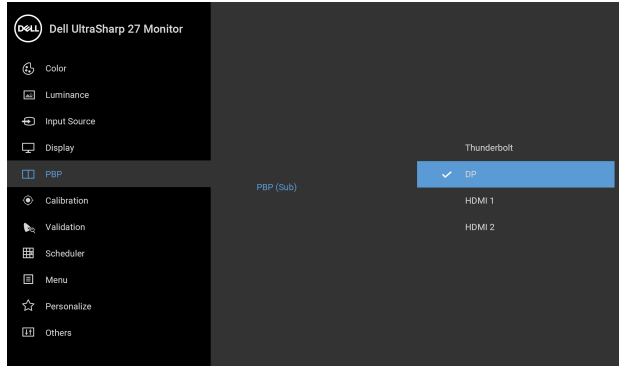 DELL Dell UltraSharp 27 Monitor
Color
Luminance
Input Source
Display
PBP
Calibration
Validation
Scheduler
Menu
Personalize
Others
PBP (Sub)
Thunderbolt
DP
HDMI 1
HDMI 2